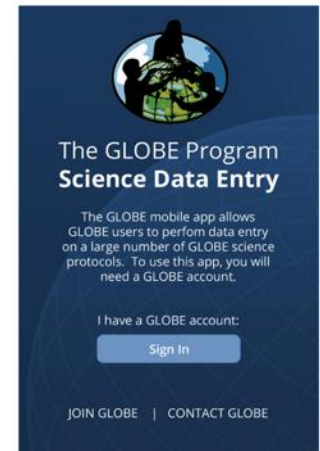 The GLOBE Program
Science Data Entry
The GLOBE mobile app allows
GLOBE users to perfom data entry
on a large number of GLOBE science
protocols. To use this app, you will
need a GLOBE account.
I have a GLOBE account:
Sign In
JOIN GLOBE | CONTACT GLOBE